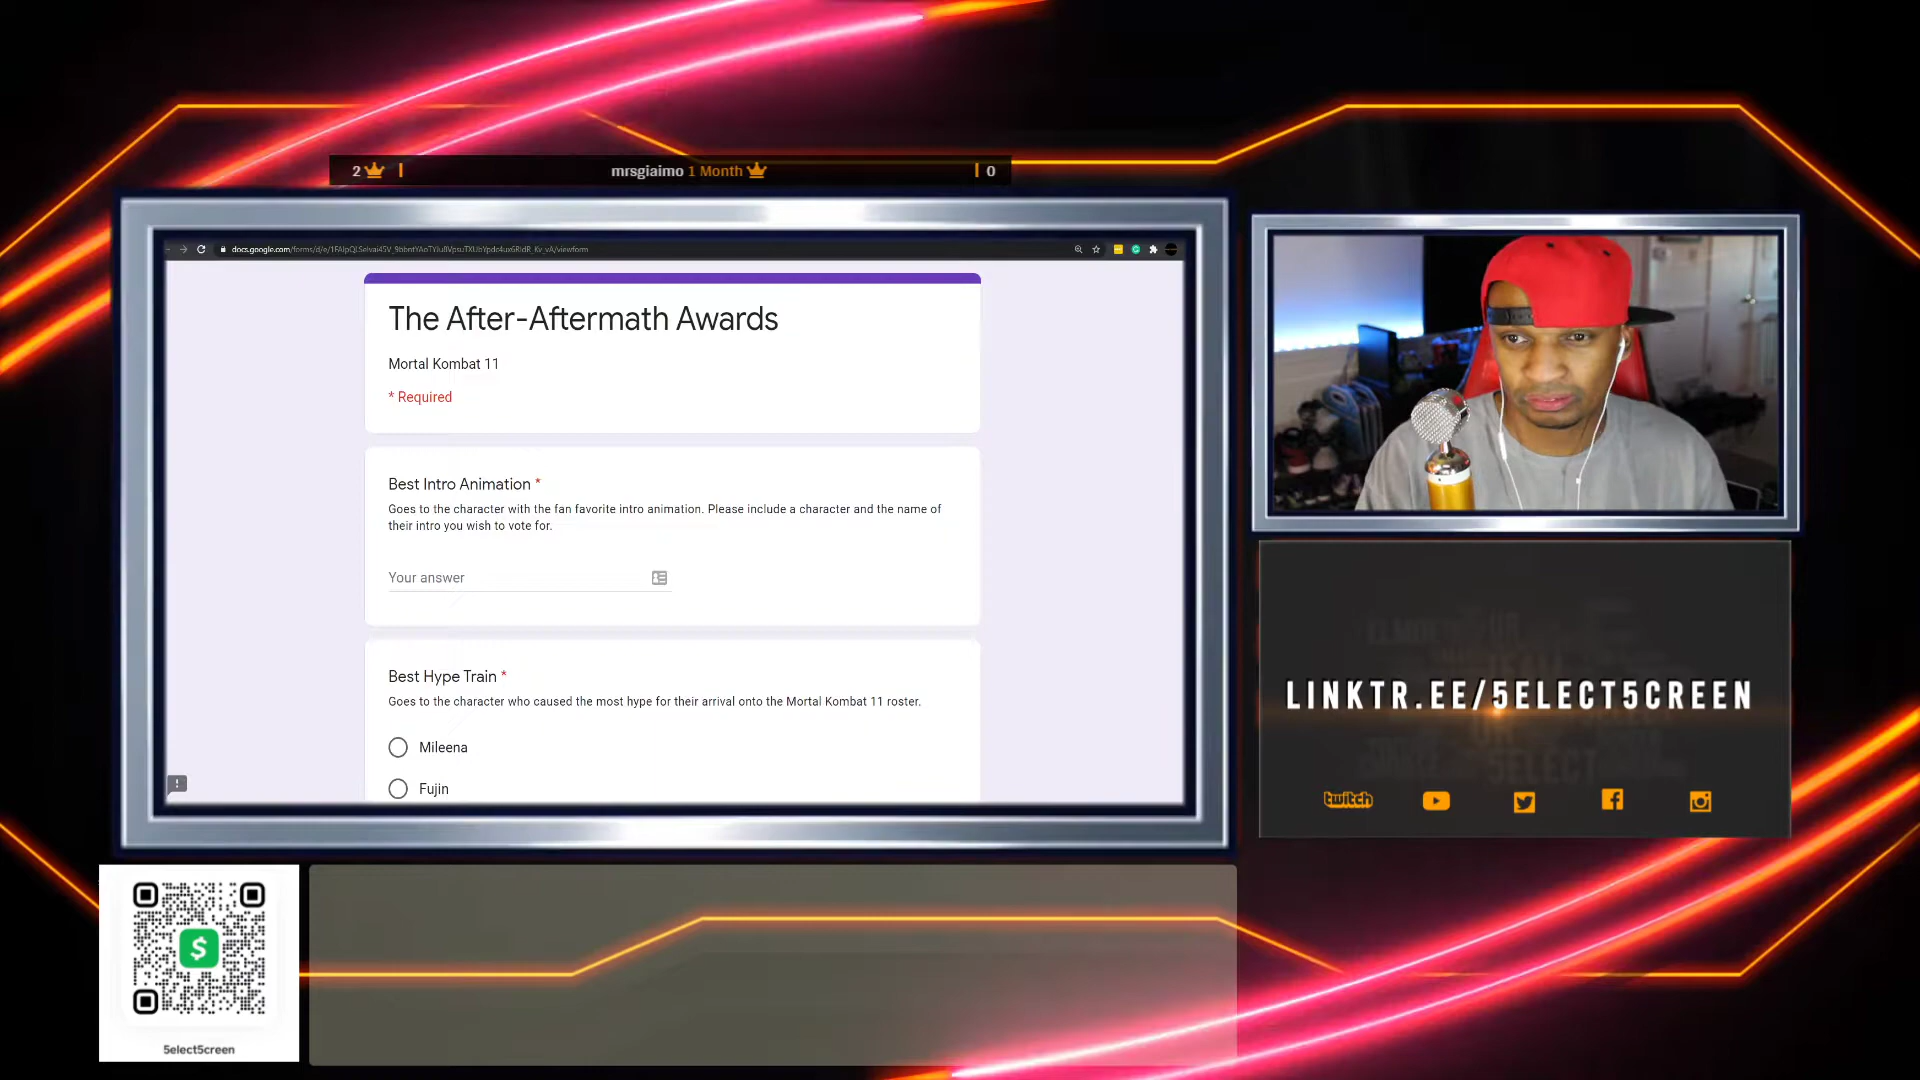 2
mrsgiaimo 1 Month
0
The After-Aftermath Awards
Mortal Kombat 11
* Required
Best Intro Animation *
Goes to the character with the fan favorite intro animation. Please include a character and the name of
their intro you wish to vote for.
Your answer
Best Hype Train *
Goes to the character who caused the most hype for their arrival onto the Mortal Kombat 11 roster.
Mileena
Fujin
LINKTR.EE/5ELECT5CREEN
twitch
$
5elect5creen